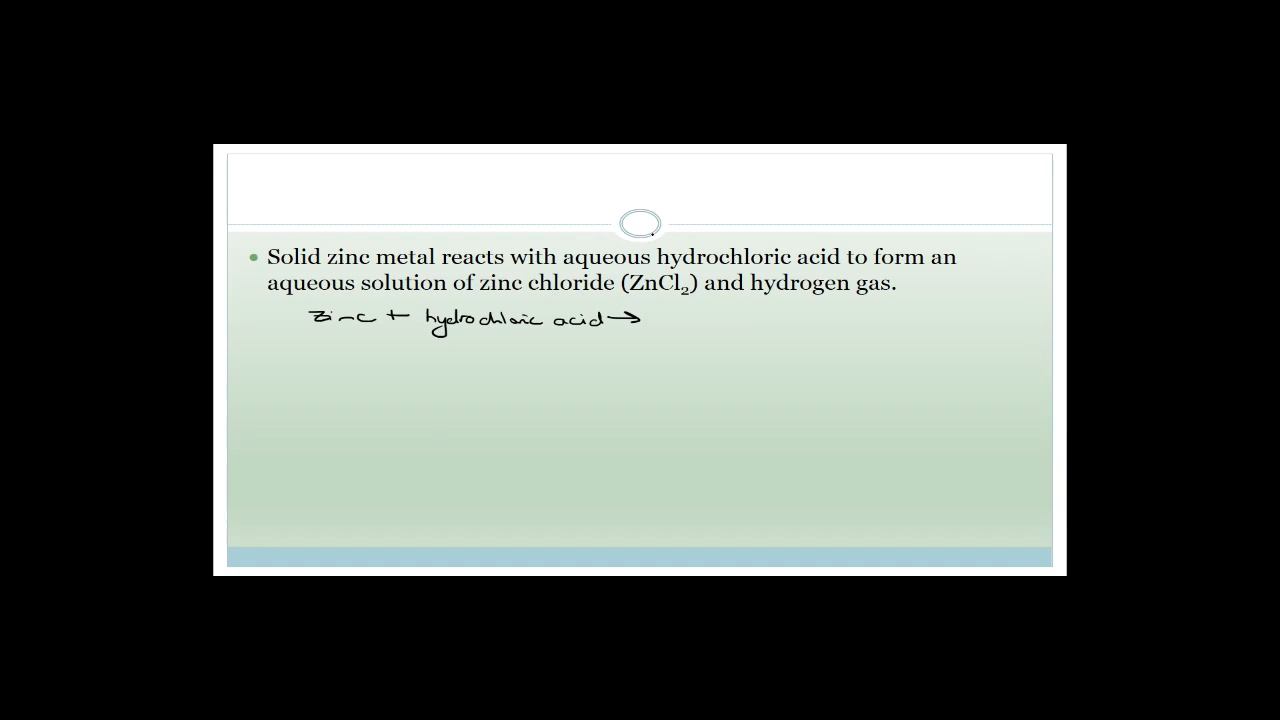 Solid zinc metal reacts with aqueous hydrochloric acid to form an
aqueous solution of zinc chloride (ZnCl₂) and hydrogen gas.
zinc + hydrochloric acid →